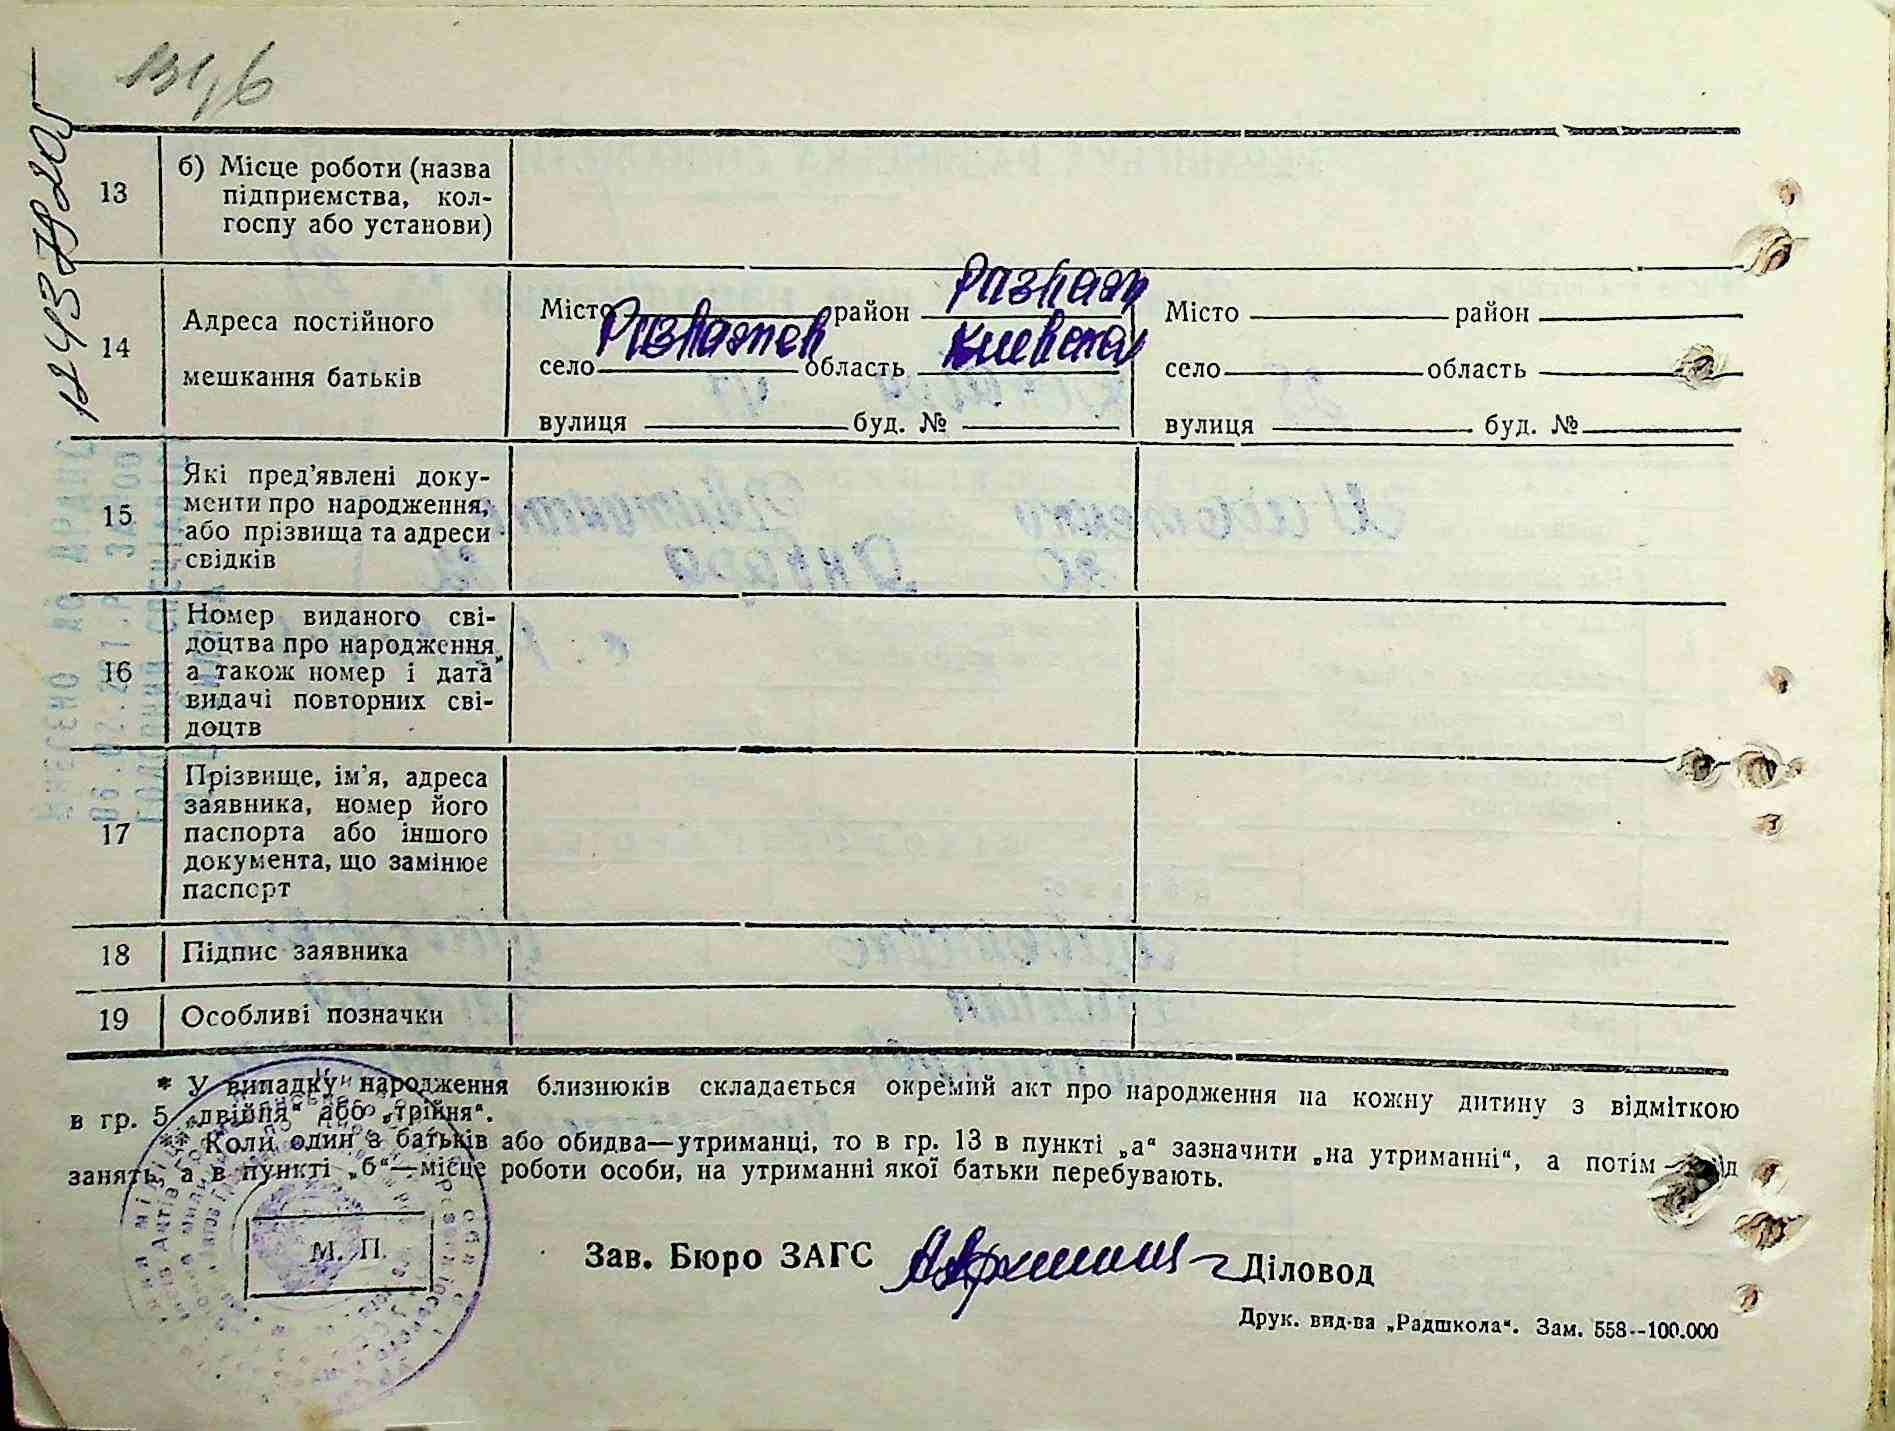 13
б) Місце роботи (назва
підприємства, кол-
госпу або установи)
14
Адреса постійного
мешкання батьків
Місто район Розваж
село Розважев область Киевская
вулиця буд. №
Місто район
село область
вулиця буд. №
15
Які пред’явлені доку-
менти про народження,
або прізвища та адреси
свідків
16
Номер виданого сві-
доцтва про народження,
а також номер і дата
видачі повторних сві-
доцтв
17
Прізвище, ім’я, адреса
заявника, номер його
паспорта або іншого
документа, що замінює
паспорт
18
Підпис заявника
19
Особливі позначки
* У випадку народження близнюків складається окремий акт про народження на кожну дитину з відміткою
в гр. 5 „двійня“ або „трійня“.
** Коли один з батьків або обидва—утриманці, то в гр. 13 в пункті „а“ зазначити „на утриманні“, а потім —
занять, а в пункті „б“—місце роботи особи, на утриманні якої батьки перебувають.
М. П.
Зав. Бюро ЗАГС Діловод
Друк. вид-ва „Радшкола“. Зам. 558--100.000